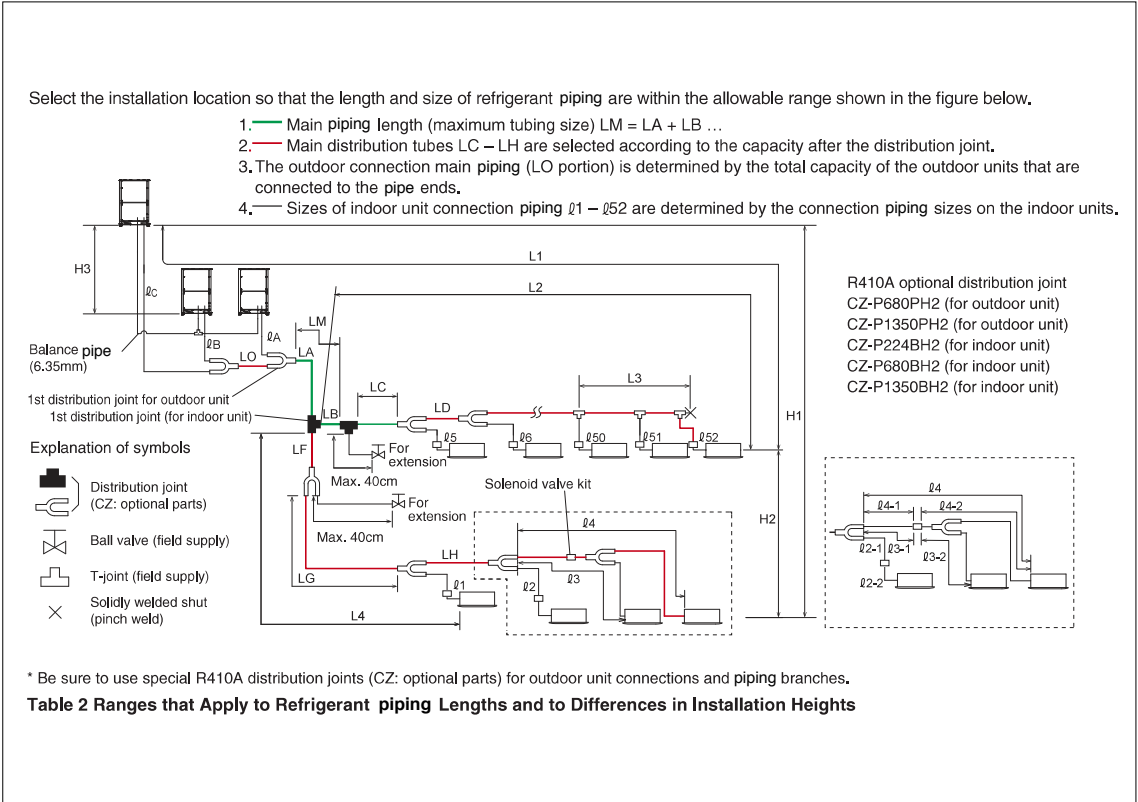 Select the installation location so that the length and size of refrigerant piping are within the allowable range shown in the figure below.
1. Main piping length (maximum tubing size) LM = LA + LB ...
2. Main distribution tubes LC – LH are selected according to the capacity after the distribution joint.
3. The outdoor connection main piping (LO portion) is determined by the total capacity of the outdoor units that are
connected to the pipe ends.
4. Sizes of indoor unit connection piping ℓ1 – ℓ52 are determined by the connection piping sizes on the indoor units.
H3
ℓC
L1
L2
R410A optional distribution joint
CZ-P680PH2 (for outdoor unit)
CZ-P1350PH2 (for outdoor unit)
CZ-P224BH2 (for indoor unit)
CZ-P680BH2 (for indoor unit)
CZ-P1350BH2 (for indoor unit)
Balance pipe
(6.35mm)
ℓB
LO
ℓA
LA
LM
1st distribution joint for outdoor unit
1st distribution joint (for indoor unit)
LB
LC
LD
L3
H1
ℓ5
ℓ6
ℓ50
ℓ51
ℓ52
For
extension
Max. 40cm
LF
For
extension
Max. 40cm
Explanation of symbols
Distribution joint
(CZ: optional parts)
Ball valve (field supply)
T-joint (field supply)
Solidly welded shut
(pinch weld)
Solenoid valve kit
H2
LG
LH
ℓ1
L4
ℓ4
ℓ3
ℓ2
ℓ4
ℓ4-1
ℓ4-2
ℓ2-1
ℓ3-1
ℓ3-2
ℓ2-2
* Be sure to use special R410A distribution joints (CZ: optional parts) for outdoor unit connections and piping branches.
Table 2 Ranges that Apply to Refrigerant piping Lengths and to Differences in Installation Heights